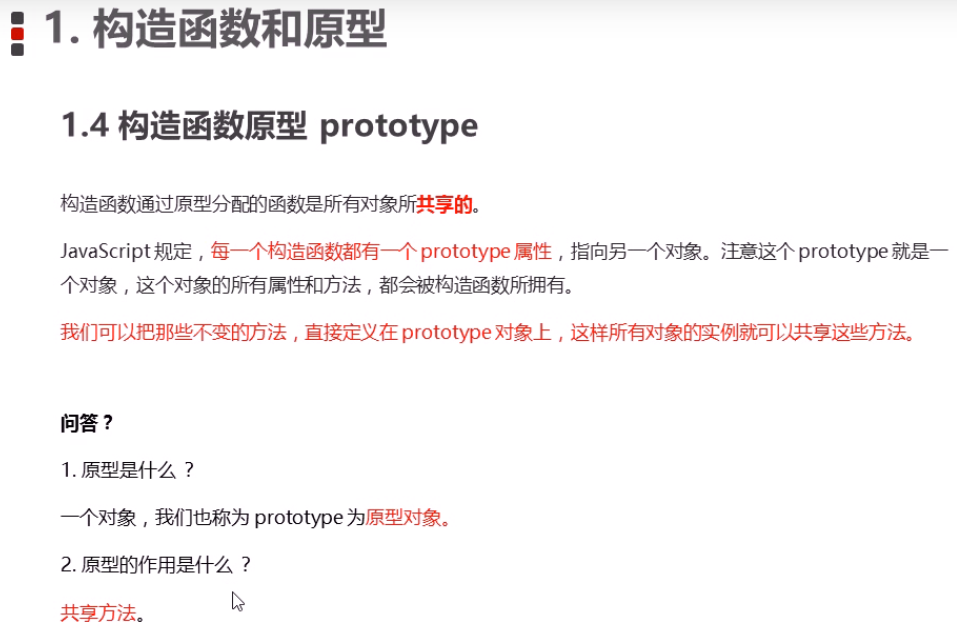 1. 构造函数和原型
1.4 构造函数原型 prototype
构造函数通过原型分配的函数是所有对象所共享的。
JavaScript 规定，每一个构造函数都有一个 prototype 属性，指向另一个对象。注意这个 prototype 就是一
个对象，这个对象的所有属性和方法，都会被构造函数所拥有。
我们可以把那些不变的方法，直接定义在 prototype 对象上，这样所有对象的实例就可以共享这些方法。
问答？
1. 原型是什么 ？
一个对象，我们也称为 prototype 为原型对象。
2. 原型的作用是什么 ？
共享方法。